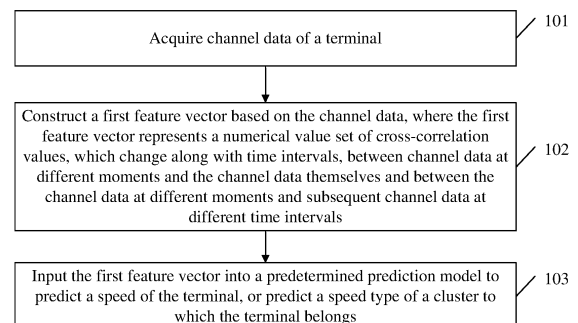 Acquire channel data of a terminal
101
Construct a first feature vector based on the channel data, where the first
feature vector represents a numerical value set of cross-correlation
values, which change along with time intervals, between channel data at
different moments and the channel data themselves and between the
channel data at different moments and subsequent channel data at
different time intervals
102
Input the first feature vector into a predetermined prediction model to
predict a speed of the terminal, or predict a speed type of a cluster to
which the terminal belongs
103